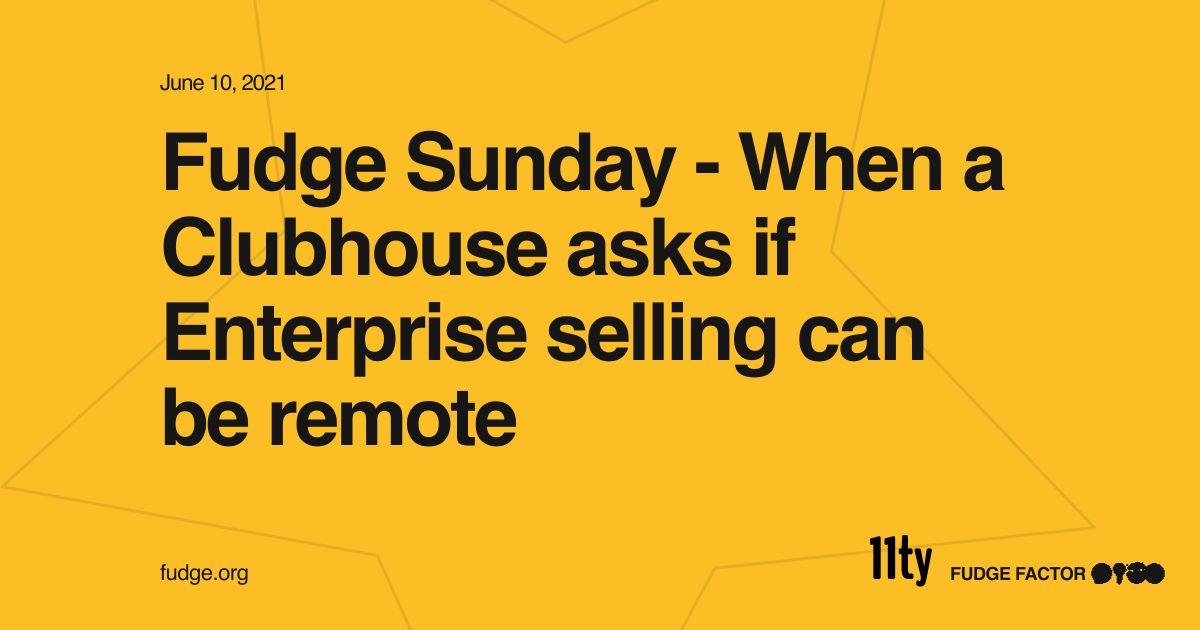 June 10, 2021
Fudge Sunday - When a
Clubhouse asks if
Enterprise selling can
be remote
fudge.org
11ty
FUDGE FACTOR